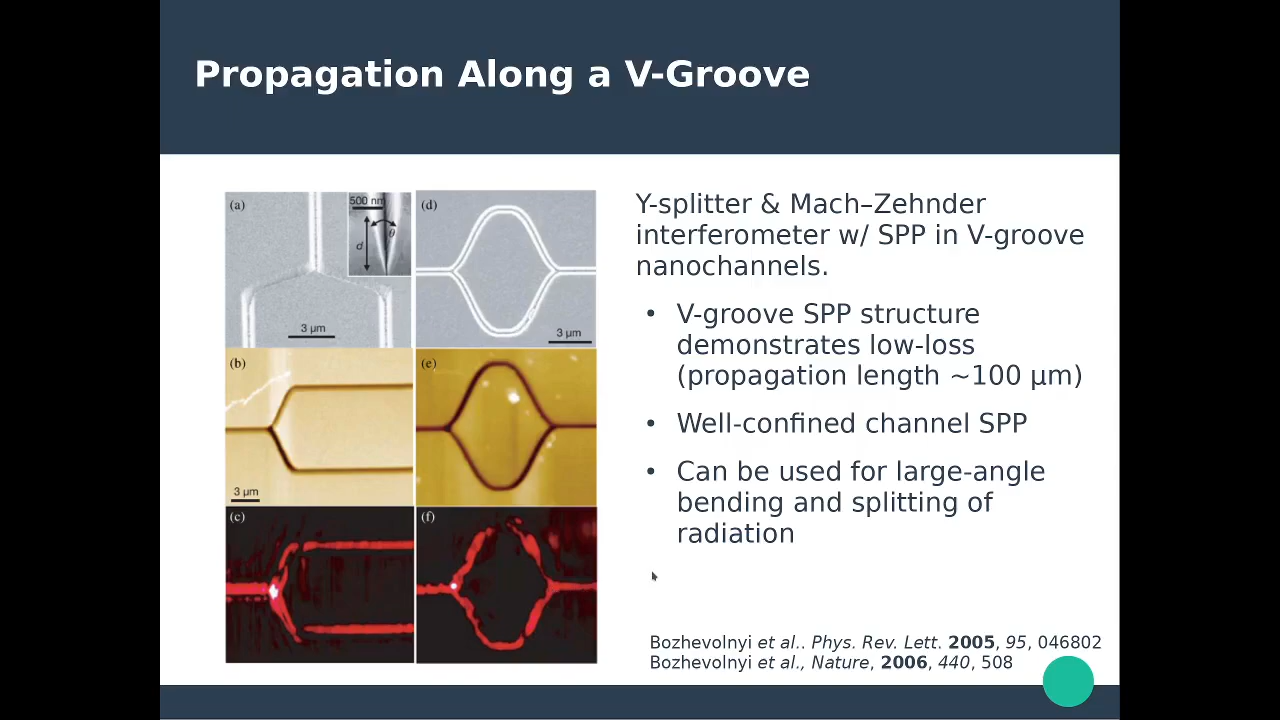 Propagation Along a V-Groove
(a)
500 nm
d
θ
3 μm
(d)
3 μm
(b)
3 μm
(e)
(c)
(f)
Y-splitter & Mach–Zehnder
interferometer w/ SPP in V-groove
nanochannels.
• V-groove SPP structure
demonstrates low-loss
(propagation length ~100 μm)
• Well-confined channel SPP
• Can be used for large-angle
bending and splitting of
radiation
Bozhevolnyi et al.. Phys. Rev. Lett. 2005, 95, 046802
Bozhevolnyi et al., Nature, 2006, 440, 508